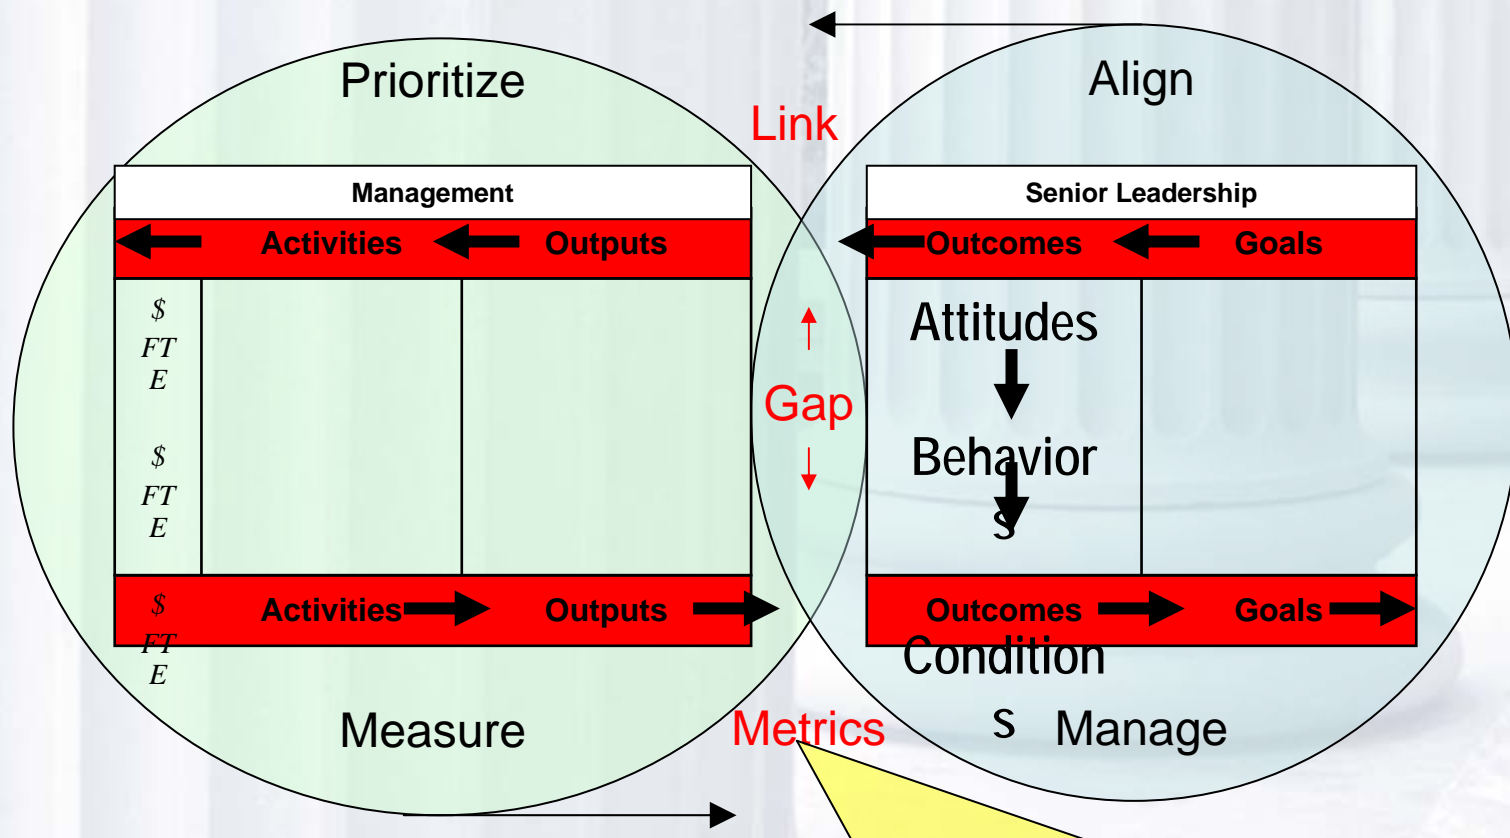 Prioritize
Align
Link
Management
Senior Leadership
Activities
Outputs
Outcomes
Goals
$
FT
E
$
FT
E
Attitudes
Gap
Behavior
s
$
FT
E
Activities
Outputs
Outcomes
Goals
Condition
s
Measure
Metrics
Manage